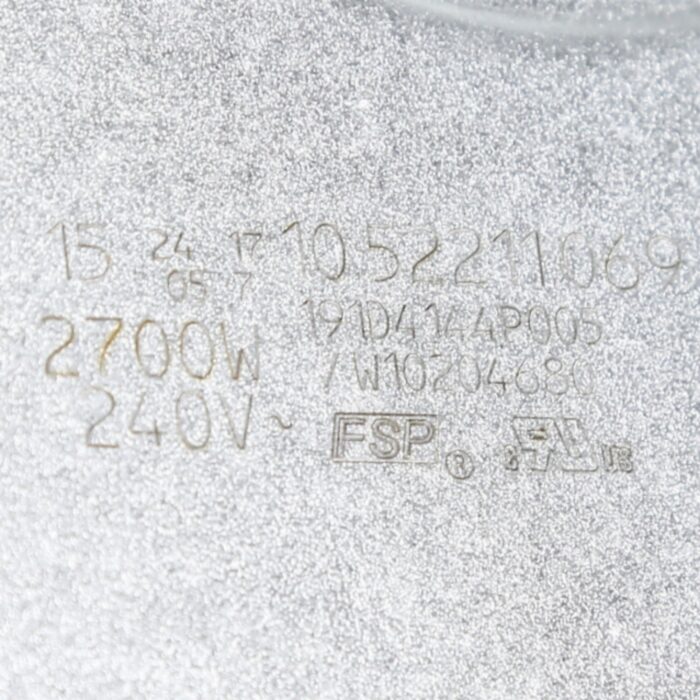 15 24 17 10.52211069
05 7
2700W 191D4144P005
/W10204680
240V~ FSP ®